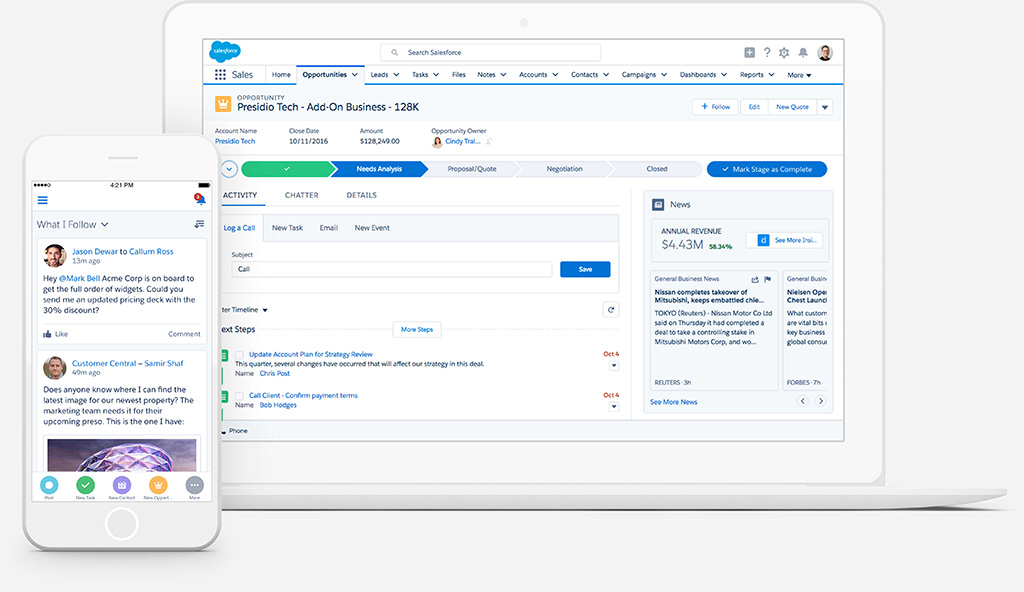 salesforce
Search Salesforce
Sales Home Opportunities Leads Tasks Files Notes Accounts Contacts Campaigns Dashboards Reports More
OPPORTUNITY
Presidio Tech - Add-On Business - 128K
+ Follow Edit New Quote
Account Name Close Date Amount Opportunity Owner
Presidio Tech 10/11/2016 $128,249.00 Cindy Tral...
Needs Analysis Proposal/Quote Negotiation Closed Mark Stage as Complete
ACTIVITY CHATTER DETAILS
Log a Call New Task Email New Event
Subject
Call Save
ter Timeline
ext Steps More Steps
Update Account Plan for Strategy Review Oct 4
This quarter, several changes have occurred that will affect our strategy in this deal.
Name Chris Post
Call Client - Confirm payment terms Oct 4
Name Bob Hodges
Phone
News
ANNUAL REVENUE
$4.43M 58.34% d See More Insi...
General Business News
Nissan completes takeover of
Mitsubishi, keeps embattled chie...
TOKYO (Reuters) - Nissan Motor Co Ltd
said on Thursday it had completed a
deal to take a controlling stake in
Mitsubishi Motors Corp, and wo...
REUTERS · 3h
General Busin
Nielsen Ope
Chest Launcl
What custom
are vital bits o
key business
global consur
FORBES · 7h
See More News
4:21 PM
What I Follow
Jason Dewar to Callum Ross
13m ago
Hey @Mark Bell Acme Corp is on board to
get the full order of widgets. Could you
send me an updated pricing deck with the
30% discount?
Like Comment
Customer Central – Samir Shaf
49m ago
Does anyone know where I can find the
latest image for our newest property? The
marketing team needs it for their
upcoming preso. This is the one I have:
Post New Task New Contact New Opport... More